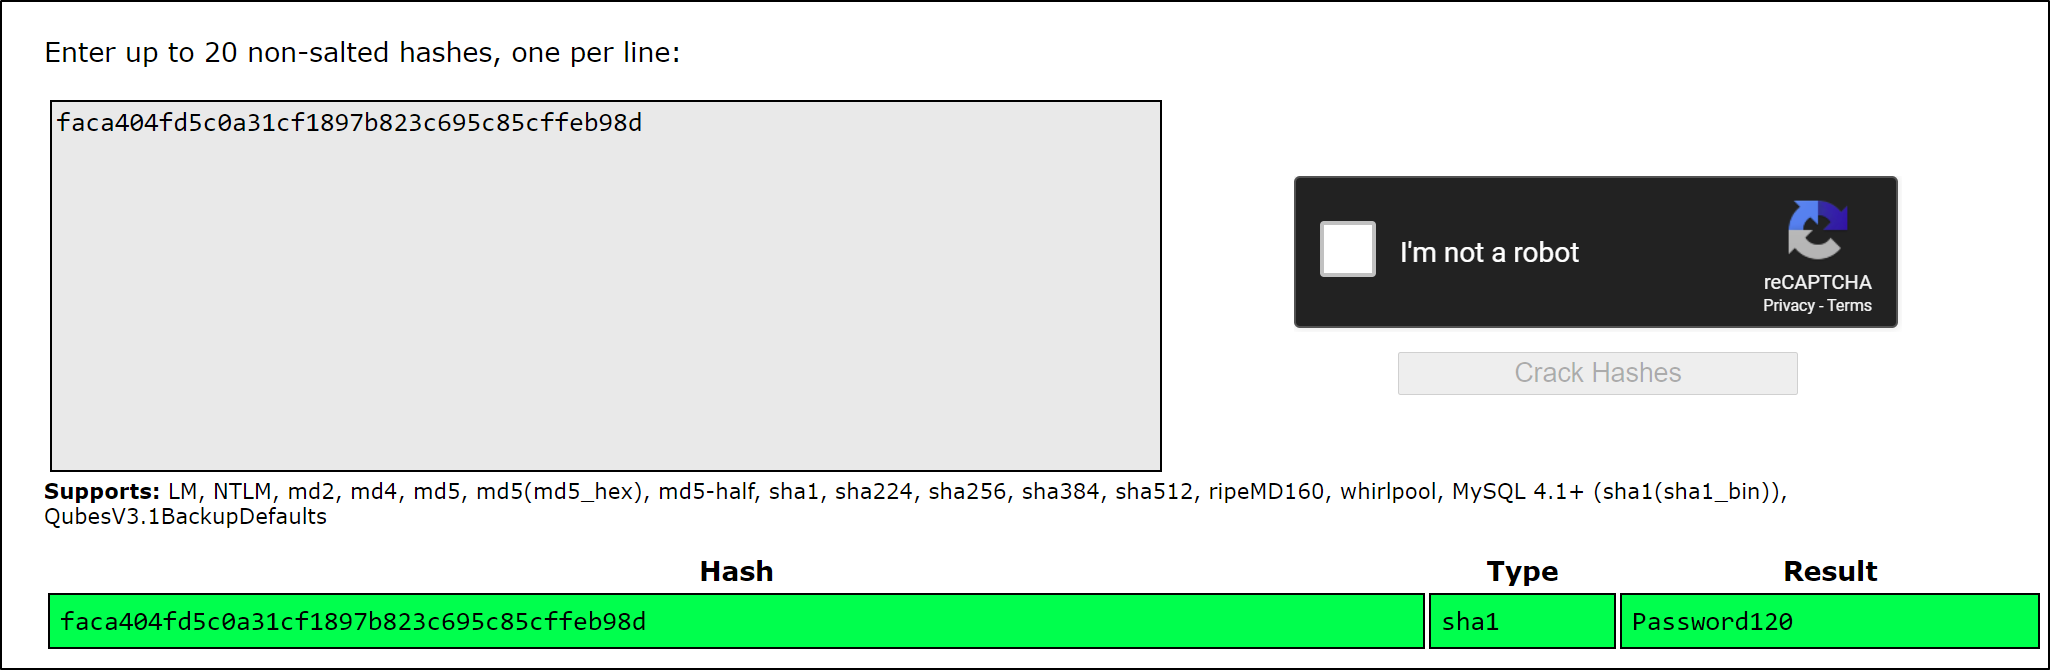 Enter up to 20 non-salted hashes, one per line:
faca404fd5c0a31cf1897b823c695c85cffeb98d
I'm not a robot
reCAPTCHA
Privacy - Terms
Crack Hashes
Supports: LM, NTLM, md2, md4, md5, md5(md5_hex), md5-half, sha1, sha224, sha256, sha384, sha512, ripeMD160, whirlpool, MySQL 4.1+ (sha1(sha1_bin)),
QubesV3.1BackupDefaults
Hash Type Result
faca404fd5c0a31cf1897b823c695c85cffeb98d sha1 Password120